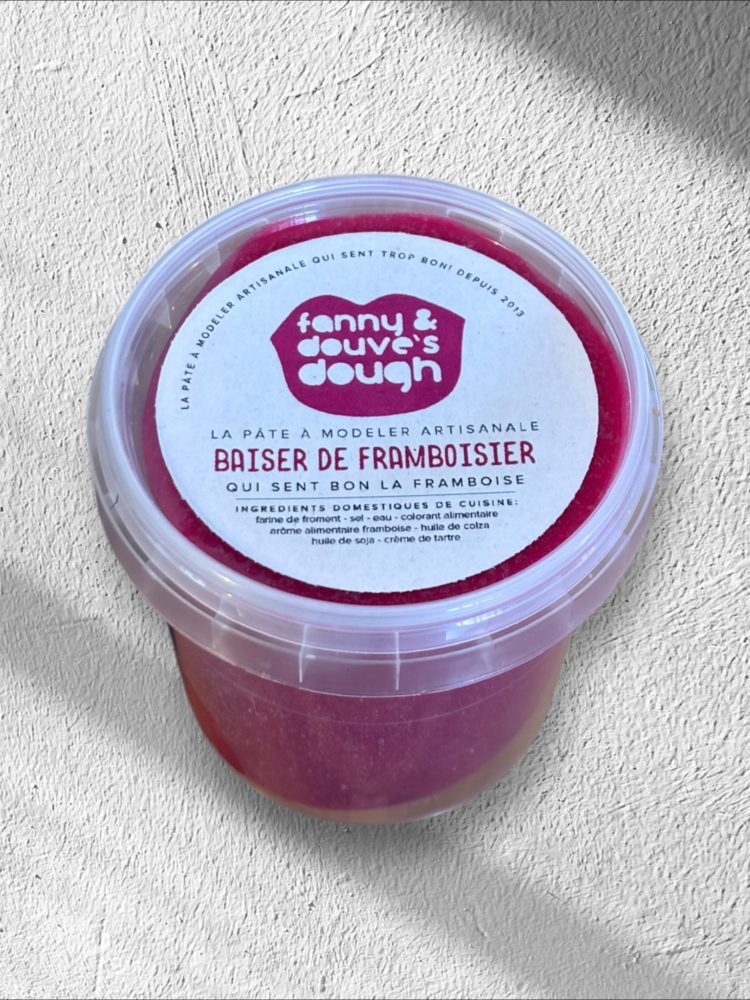 LA PÂTE À MODELER ARTISANALE QUI SENT TROP BON! DEPUIS 2013
fanny &
douve's
dough
LA PÂTE À MODELER ARTISANALE
BAISER DE FRAMBOISIER
QUI SENT BON LA FRAMBOISE
INGREDIENTS DOMESTIQUES DE CUISINE:
farine de froment - sel - eau - colorant alimentaire
arôme alimentaire framboise - huile de colza
huile de soja - crème de tartre